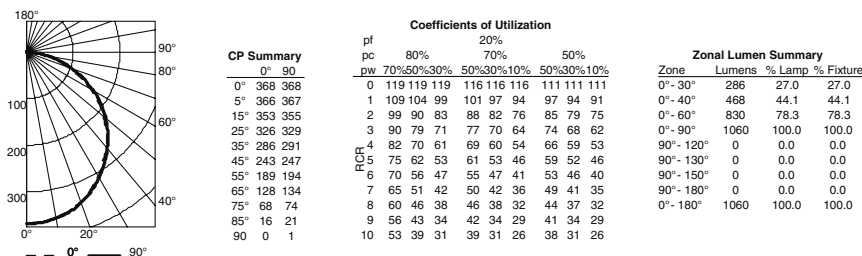 180°
90°
80°
100
60°
200
300
40°
0° 20°
0° 90°
CP Summary
0° 90
0° 368 368
5° 366 367
15° 353 355
25° 326 329
35° 286 291
45° 243 247
55° 189 194
65° 128 134
75° 68 74
85° 16 21
90 0 1
Coefficients of Utilization
pf 20%
pc 80% 70% 50%
pw 70%50%30% 50%30%10% 50%30%10%
RCR
0 119 119 119 116 116 116 111 111 111
1 109 104 99 101 97 94 97 94 91
2 99 90 83 88 82 76 85 79 75
3 90 79 71 77 70 64 74 68 62
4 82 70 61 69 60 54 66 59 53
5 75 62 53 61 53 46 59 52 46
6 70 56 47 55 47 41 53 46 40
7 65 51 42 50 42 36 49 41 35
8 60 46 38 46 38 32 44 37 32
9 56 43 34 42 34 29 41 34 29
10 53 39 31 39 31 26 38 31 26
Zonal Lumen Summary
Zone Lumens % Lamp % Fixture
0°- 30° 286 27.0 27.0
0°- 40° 468 44.1 44.1
0°- 60° 830 78.3 78.3
0°- 90° 1060 100.0 100.0
90°- 120° 0 0.0 0.0
90°- 130° 0 0.0 0.0
90°- 150° 0 0.0 0.0
90°- 180° 0 0.0 0.0
0°- 180° 1060 100.0 100.0